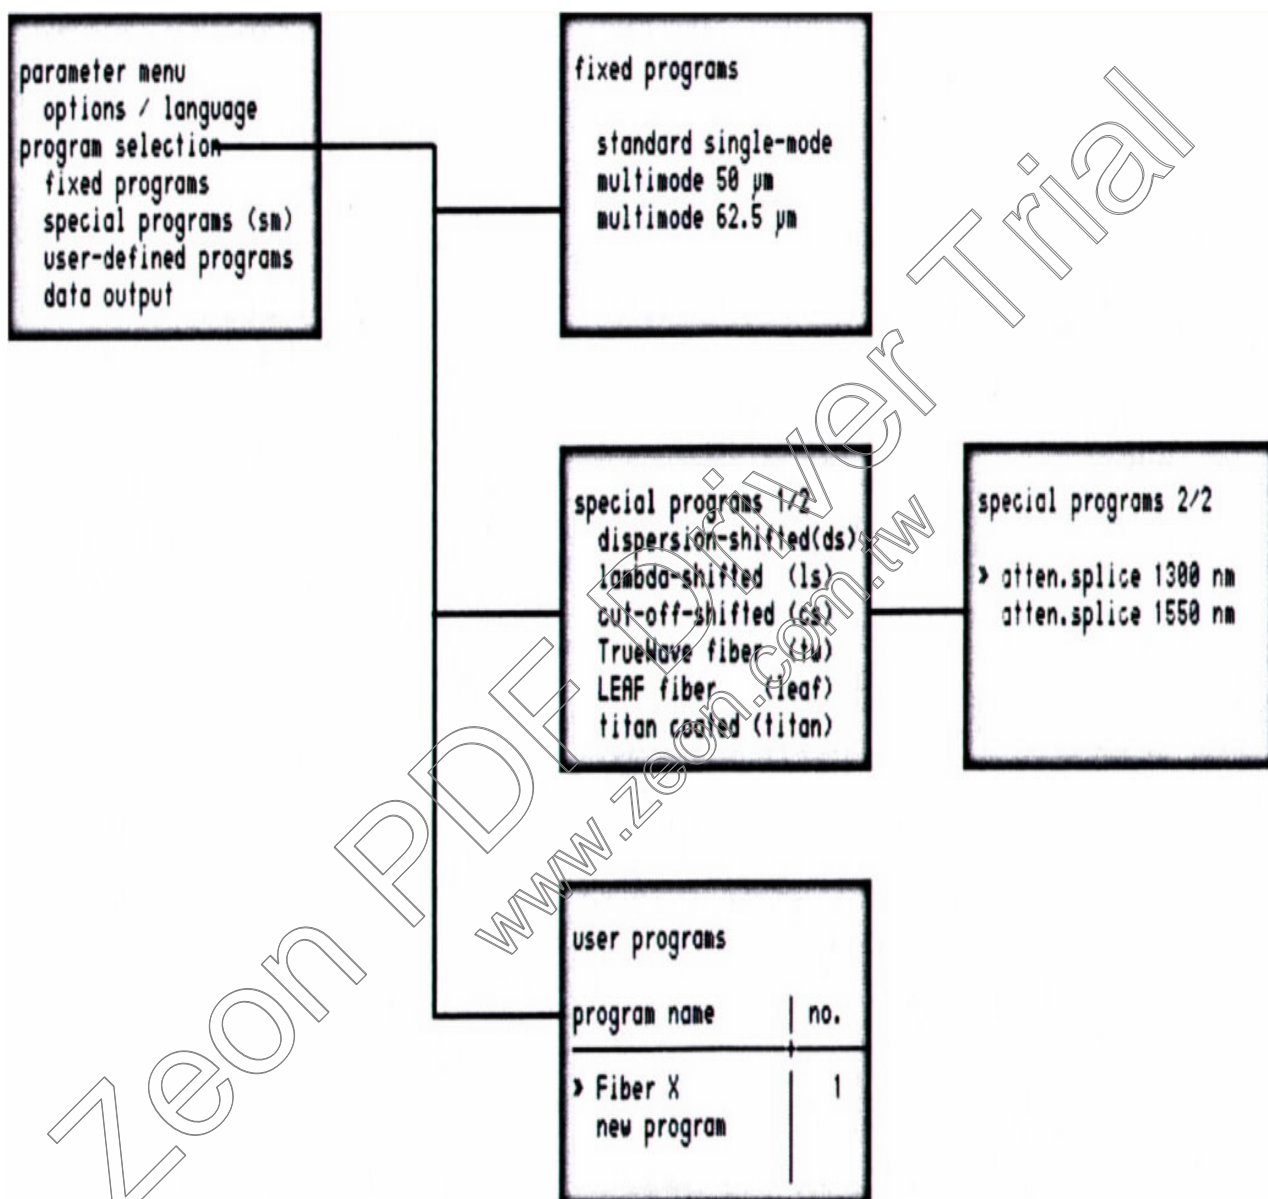 parameter menu
options / language
program selection
fixed programs
special programs (sm)
user-defined programs
data output
fixed programs
standard single-mode
multimode 50 µm
multimode 62.5 µm
special programs 1/2
dispersion-shifted(ds)
lambda-shifted (ls)
cut-off-shifted (cs)
TrueWave fiber (tw)
LEAF fiber (leaf)
titan coated (titan)
special programs 2/2
» atten.splice 1300 nm
atten.splice 1550 nm
user programs
program name | no.
» Fiber X 1
new program
Zeon PDF Driver Trial
www.zeon.com.tw